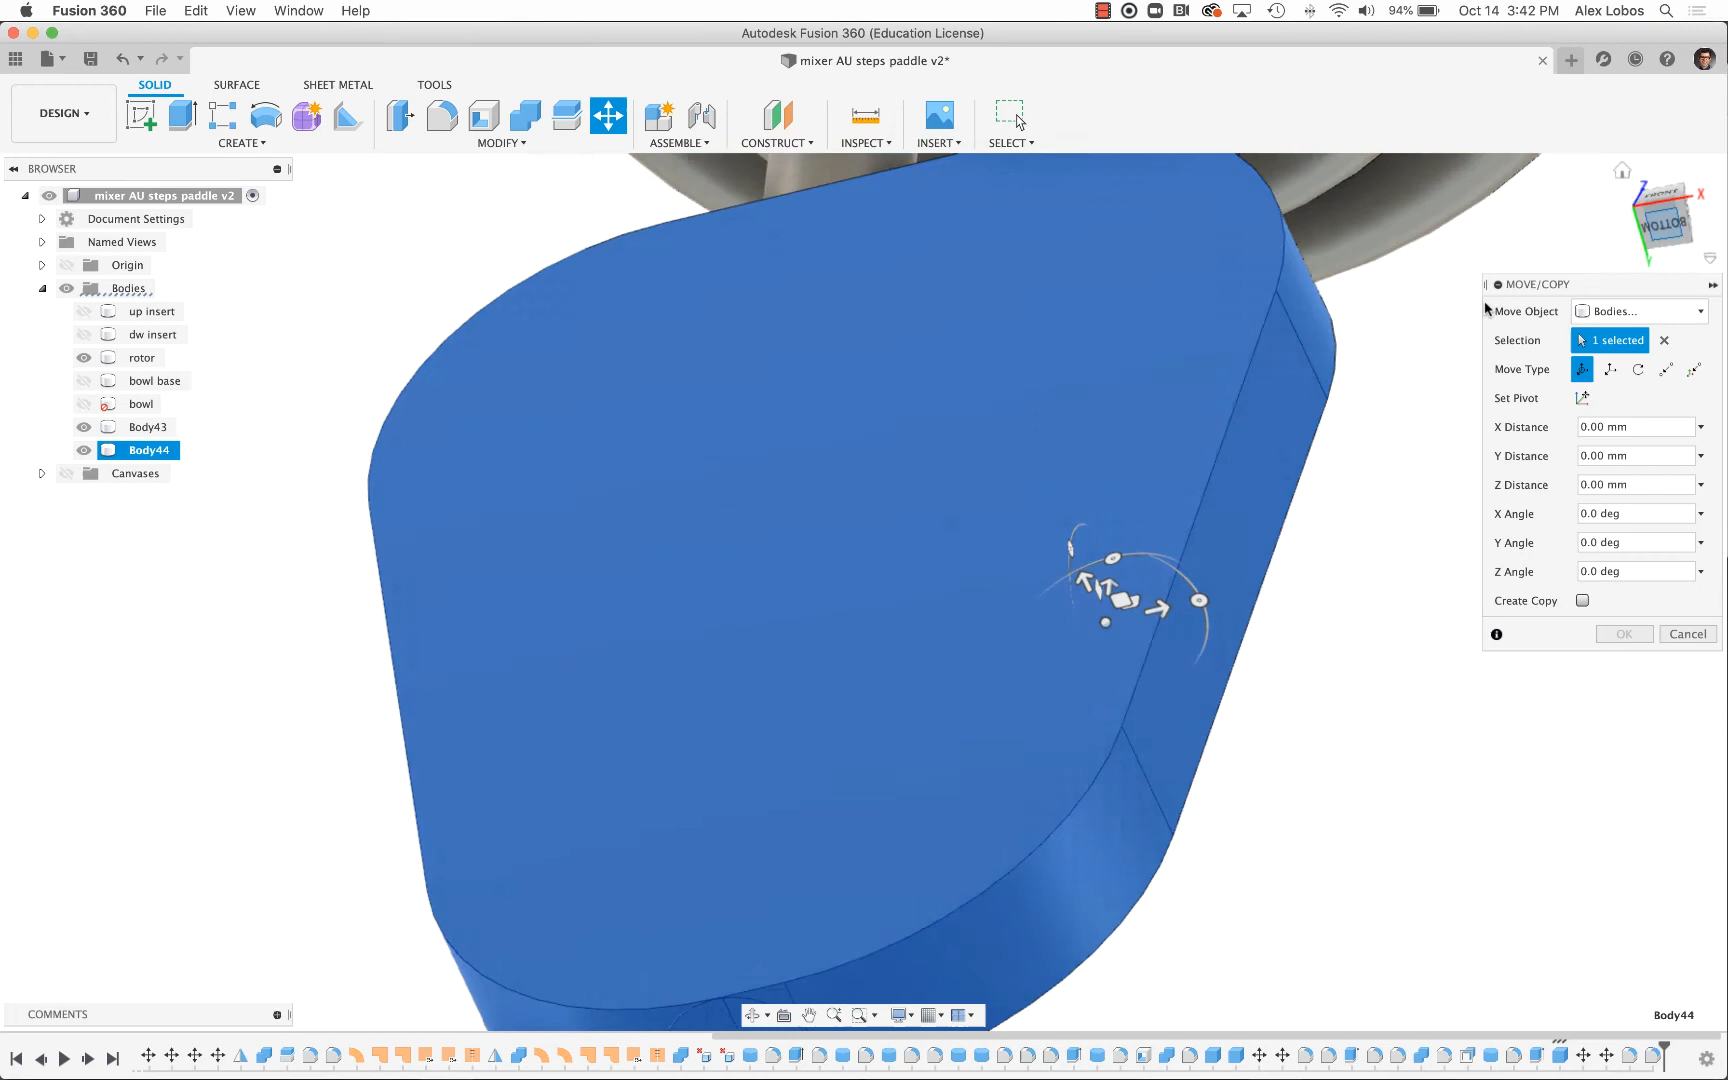 Fusion 360 File Edit View Window Help 94% Oct 14 3:42 PM Alex Lobos
Autodesk Fusion 360 (Education License)
mixer AU steps paddle v2*
SOLID SURFACE SHEET METAL TOOLS
DESIGN
CREATE MODIFY ASSEMBLE CONSTRUCT INSPECT INSERT SELECT
BROWSER
mixer AU steps paddle v2
Document Settings
Named Views
Origin
Bodies
up insert
dw insert
rotor
bowl base
bowl
Body43
Body44
Canvases
Z
FRONT
X
BOTTOM
Y
MOVE/COPY
Move Object Bodies...
Selection 1 selected
Move Type
Set Pivot
X Distance 0.00 mm
Y Distance 0.00 mm
Z Distance 0.00 mm
X Angle 0.0 deg
Y Angle 0.0 deg
Z Angle 0.0 deg
Create Copy
OK Cancel
COMMENTS
Body44